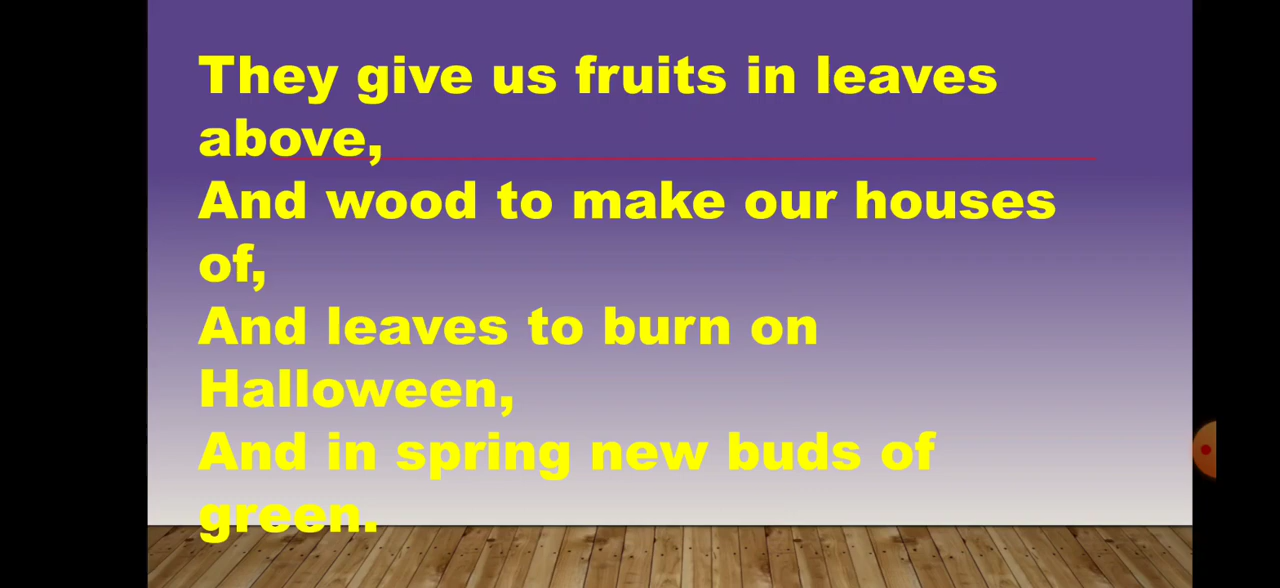 They give us fruits in leaves
above,
And wood to make our houses
of,
And leaves to burn on
Halloween,
And in spring new buds of
green.